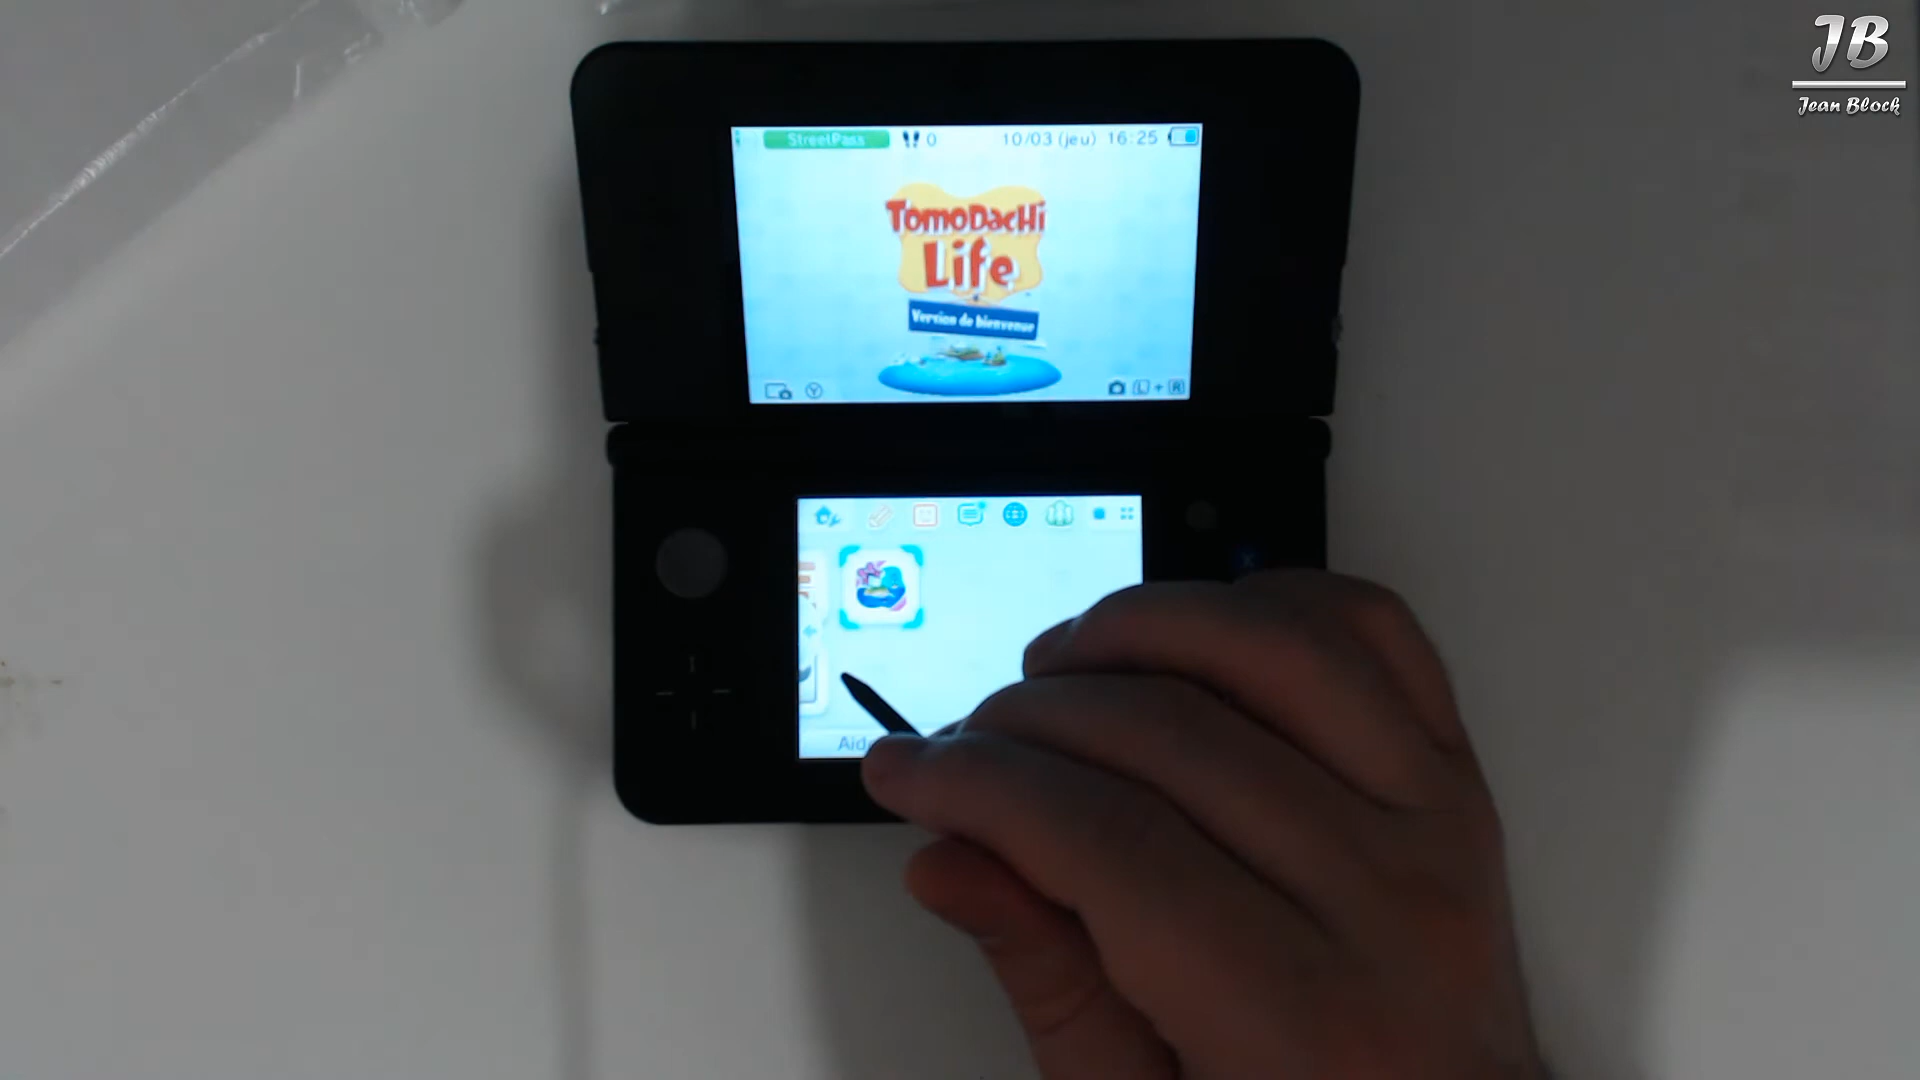 JB
Jean Block
StreetPass 0 10/03 (jeu) 16:25
TOMODACHI
Life
Version de bienvenue
Y L + R
Aid
X